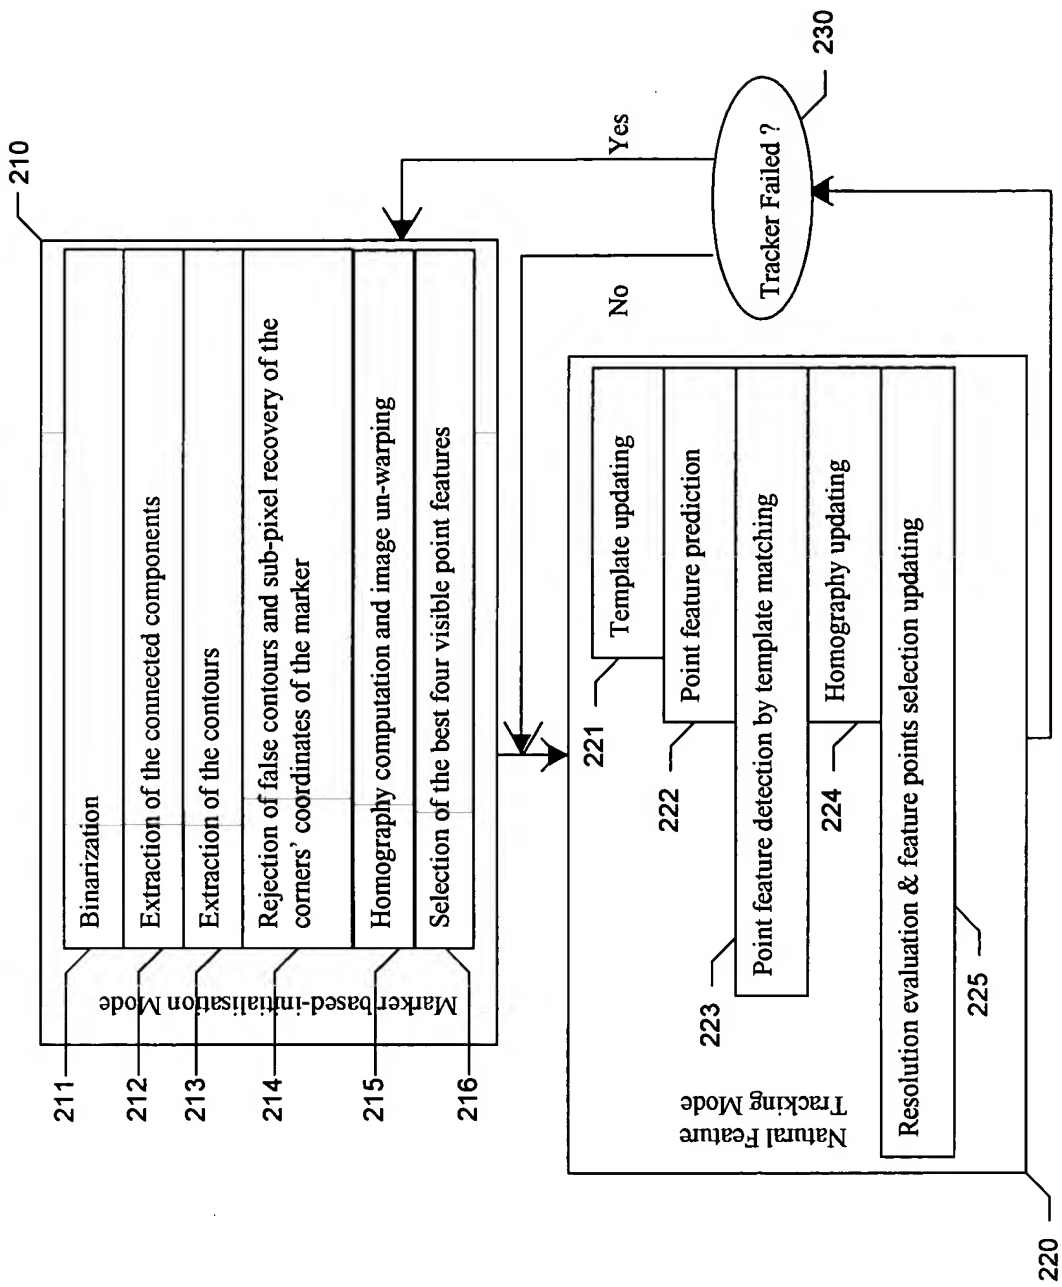 210
211
Binarization
212
Extraction of the connected components
213
Extraction of the contours
214
Rejection of false contours and sub-pixel recovery of the
corners’ coordinates of the marker
215
Homography computation and image un-warping
216
Selection of the best four visible point features
Marker based-initialisation Mode
Yes
No
Tracker Failed ?
230
220
Natural Feature
Tracking Mode
221
Template updating
222
Point feature prediction
223
Point feature detection by template matching
224
Homography updating
225
Resolution evaluation & feature points selection updating